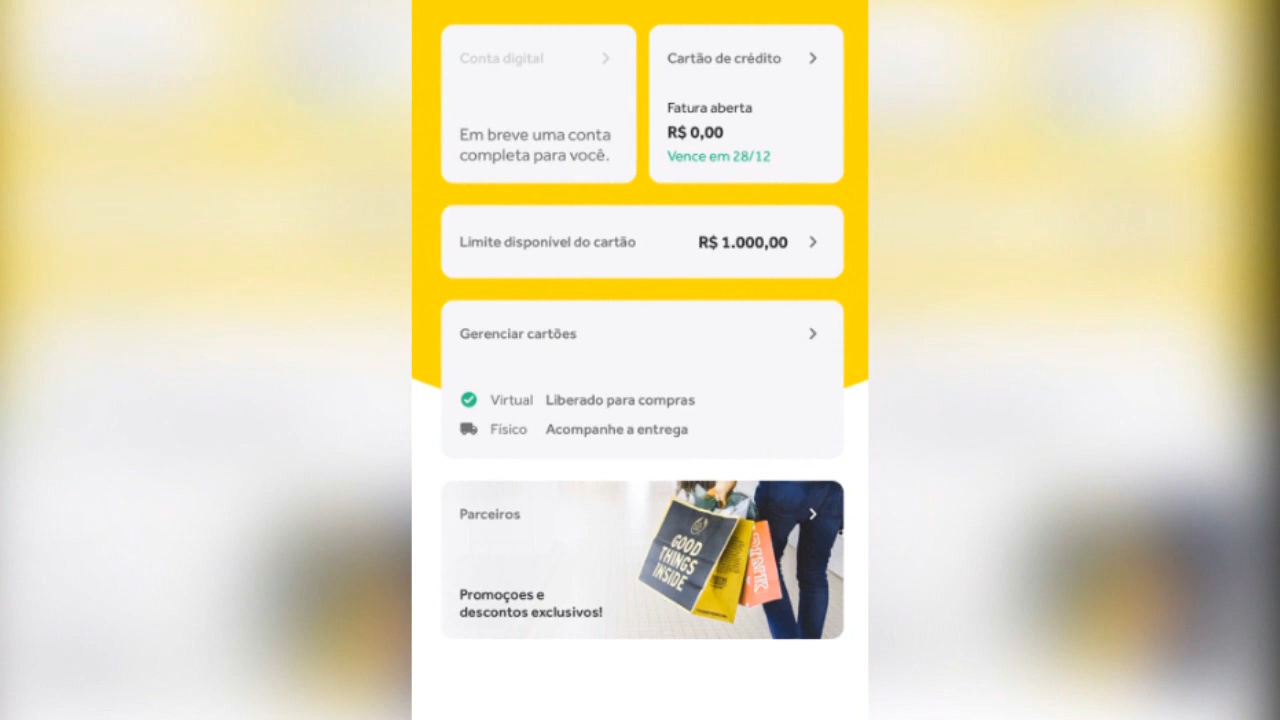 Conta digital
Em breve uma conta
completa para você.
Cartão de crédito
Fatura aberta
R$ 0,00
Vence em 28/12
Limite disponível do cartão
R$ 1.000,00
Gerenciar cartões
Virtual Liberado para compras
Físico Acompanhe a entrega
Parceiros
Promoçoes e
descontos exclusivos!
GOOD
THINGS
INSIDE
PINK